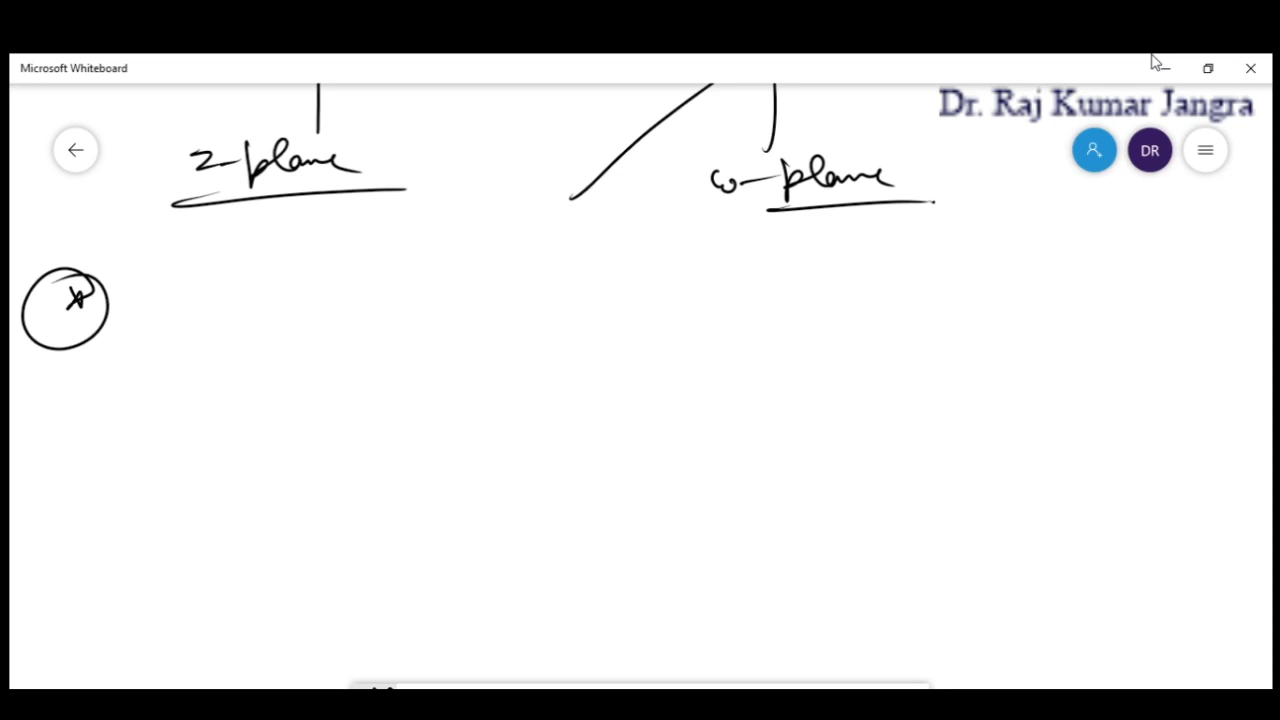 Microsoft Whiteboard
Dr. Raj Kumar Jangra
DR
z-plane
ω-plane